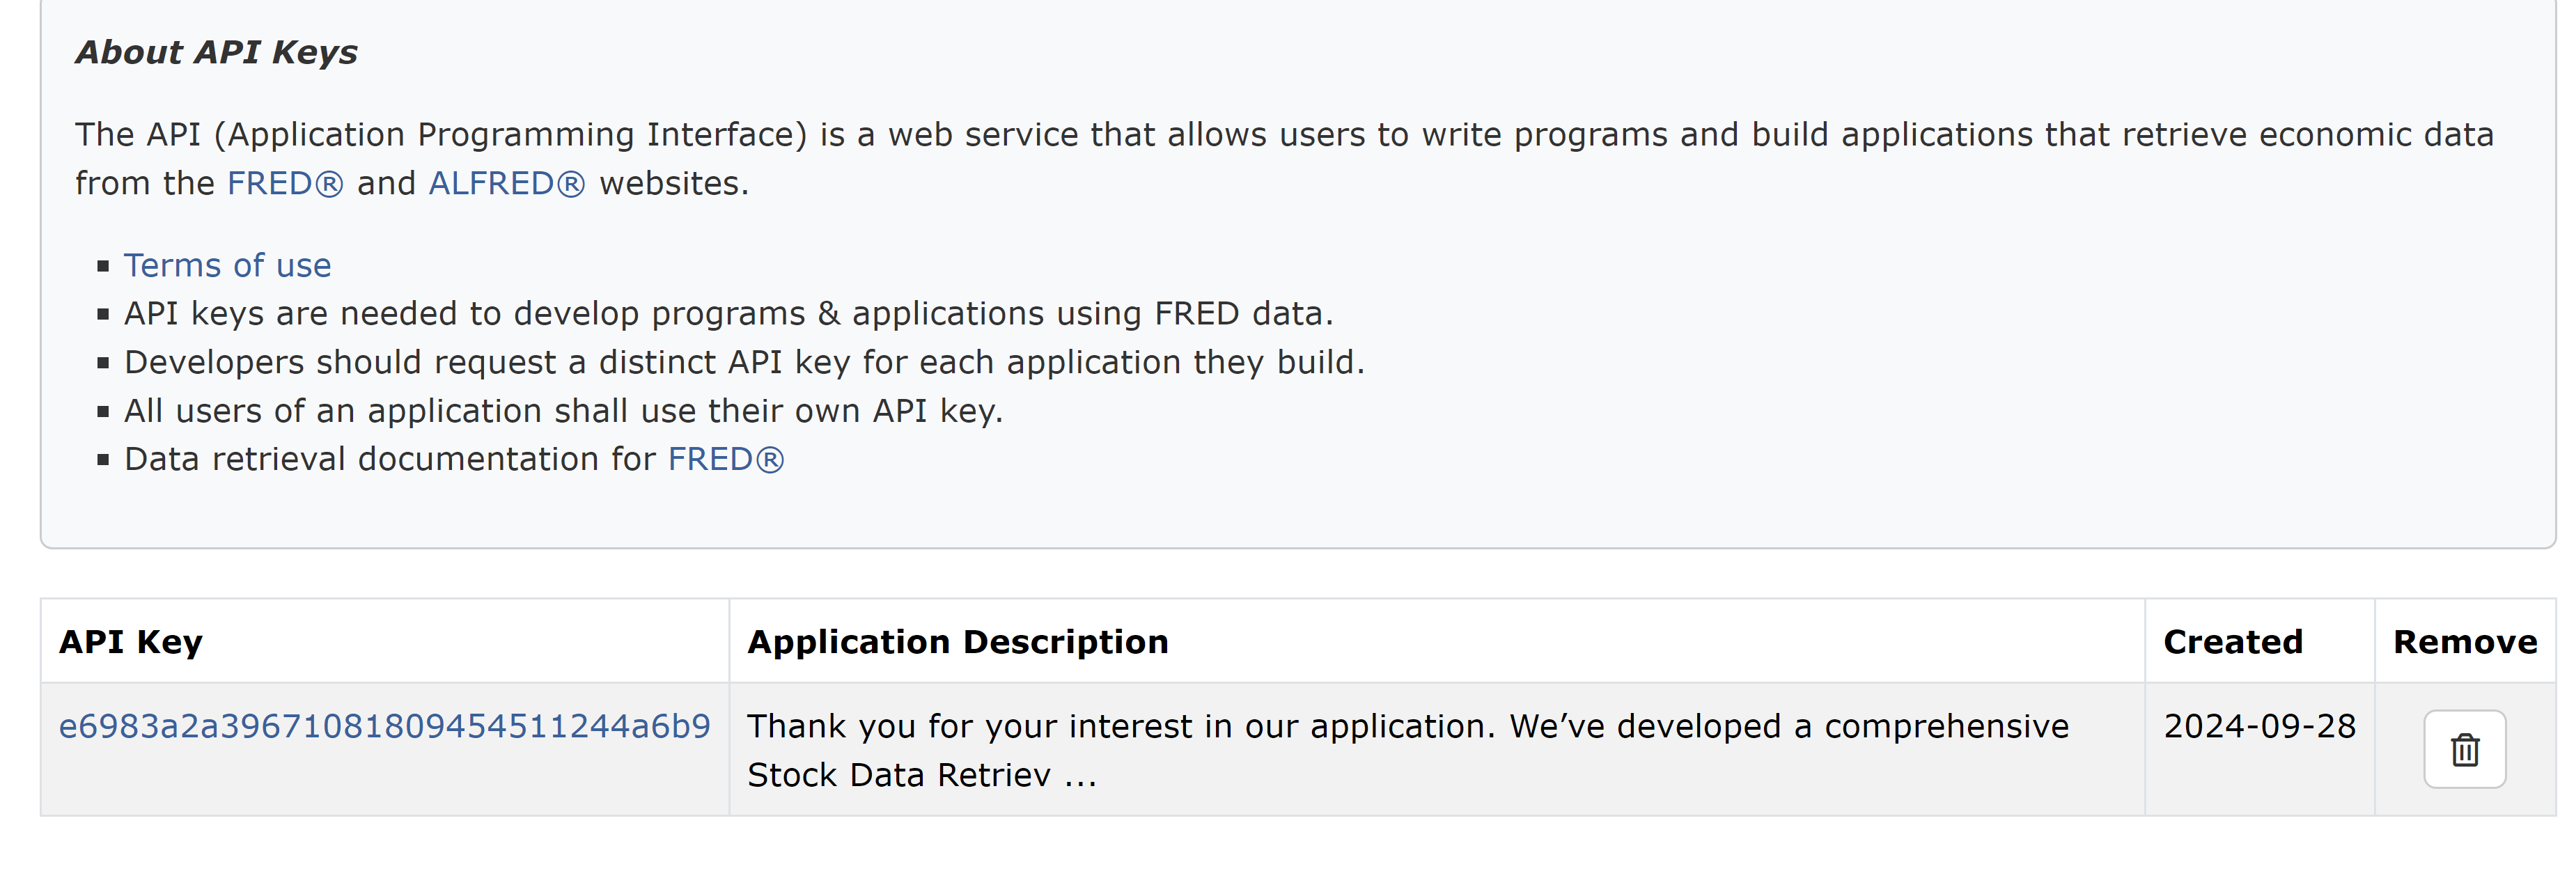 About API Keys
The API (Application Programming Interface) is a web service that allows users to write programs and build applications that retrieve economic data
from the FRED® and ALFRED® websites.
Terms of use
API keys are needed to develop programs & applications using FRED data.
Developers should request a distinct API key for each application they build.
All users of an application shall use their own API key.
Data retrieval documentation for FRED®
API Key Application Description Created Remove
e6983a2a39671081809454511244a6b9 Thank you for your interest in our application. We’ve developed a comprehensive 2024-09-28
Stock Data Retriev ...